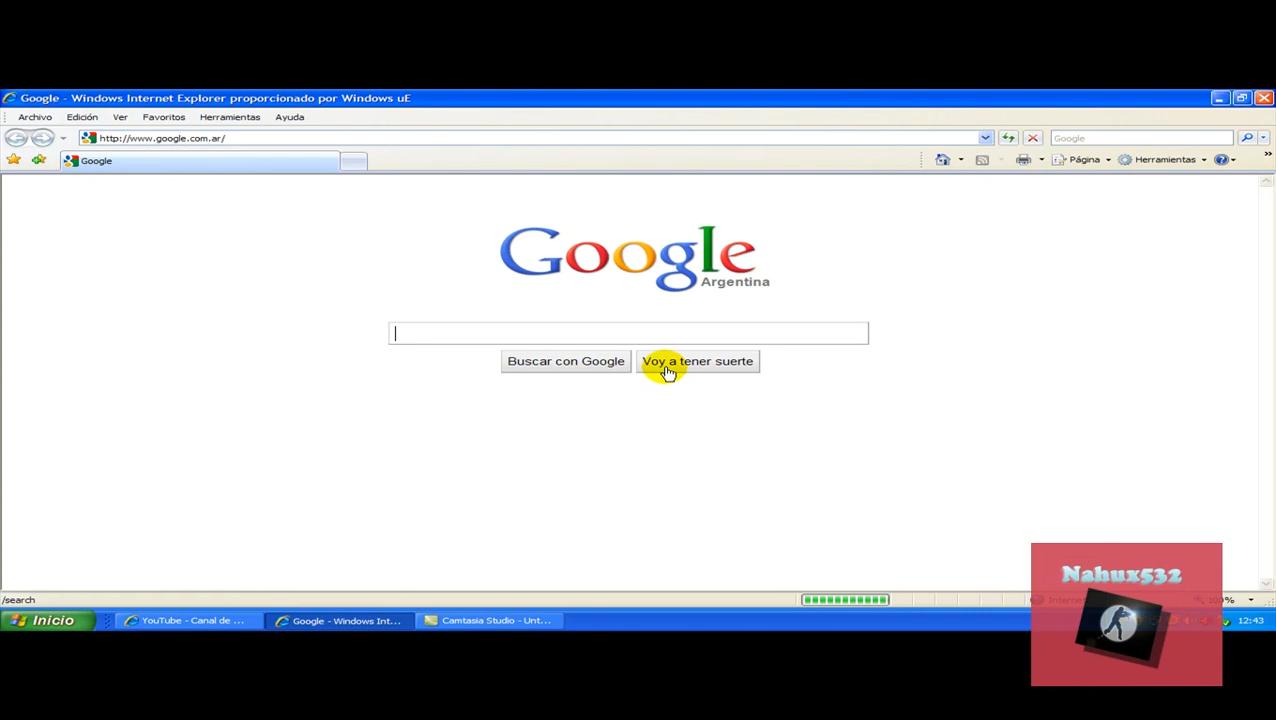 Google - Windows Internet Explorer proporcionado por Windows uE
Archivo Edición Ver Favoritos Herramientas Ayuda
http://www.google.com.ar/
Google
Google
Página
Herramientas
Google
Argentina
Buscar con Google
Voy a tener suerte
Nahux532
/search
Internet
100%
Inicio
YouTube - Canal de ...
Google - Windows Int...
Camtasia Studio - Unt...
12:43